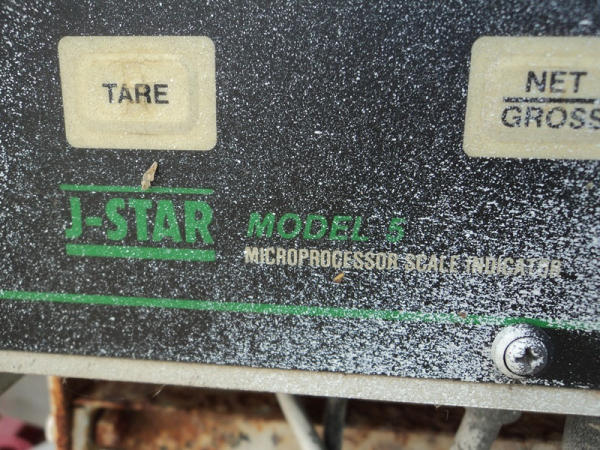 TARE
NET
GROSS
J-STAR
MODEL 5
MICROPROCESSOR SCALE INDICATOR